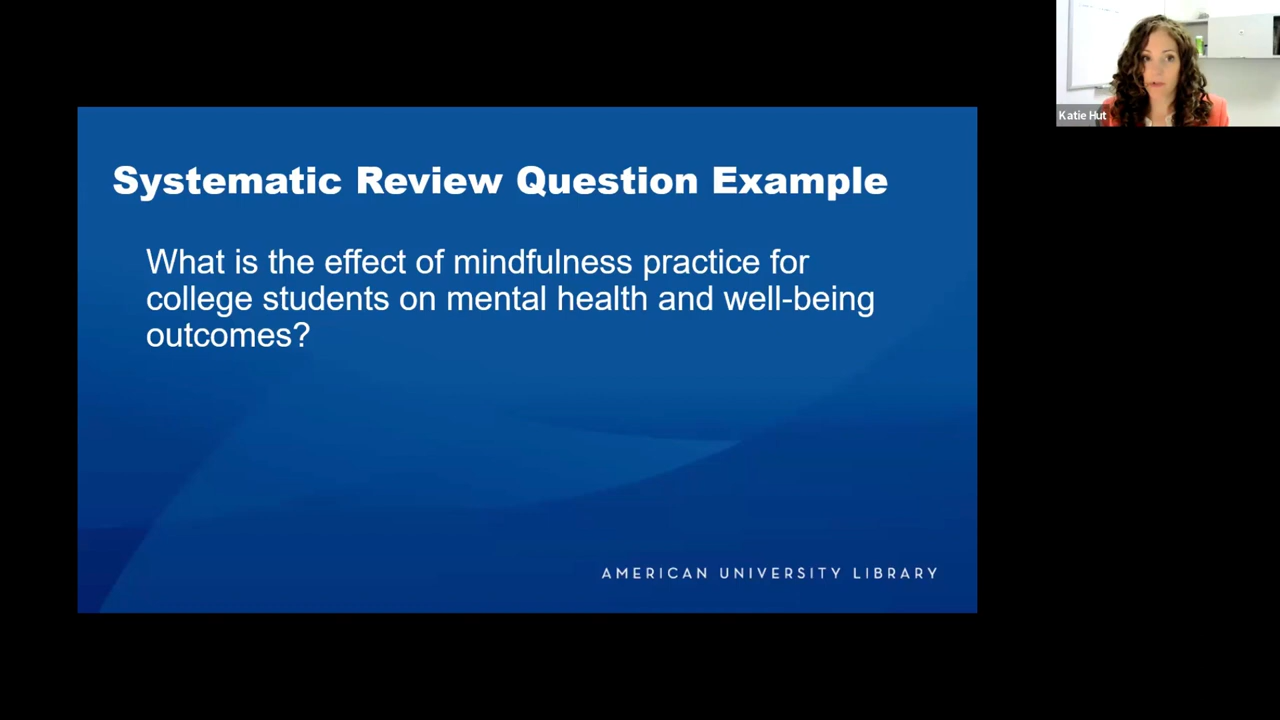 Systematic Review Question Example
What is the effect of mindfulness practice for
college students on mental health and well-being
outcomes?
AMERICAN UNIVERSITY LIBRARY
Katie Hut